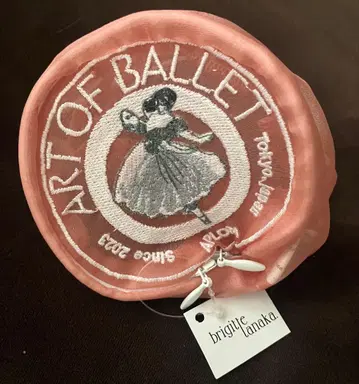 ART OF BALLET
Tokyo, Japan
Since 2023
brigitte
tanaka.